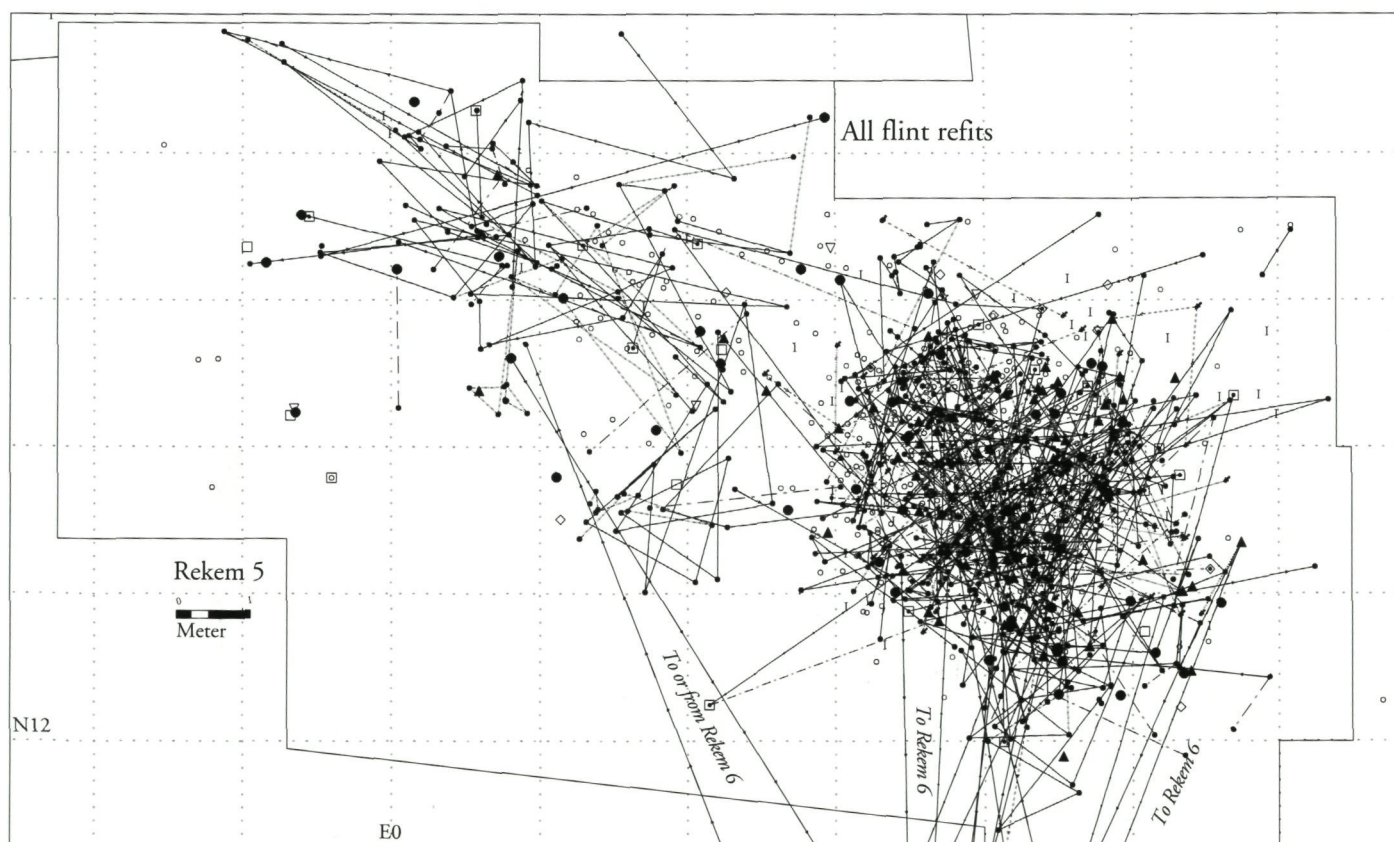 All flint refits
Rekem 5
0 1
Meter
To or from Rekem 6
To Rekem 6
To Rekem 6
N12
E0